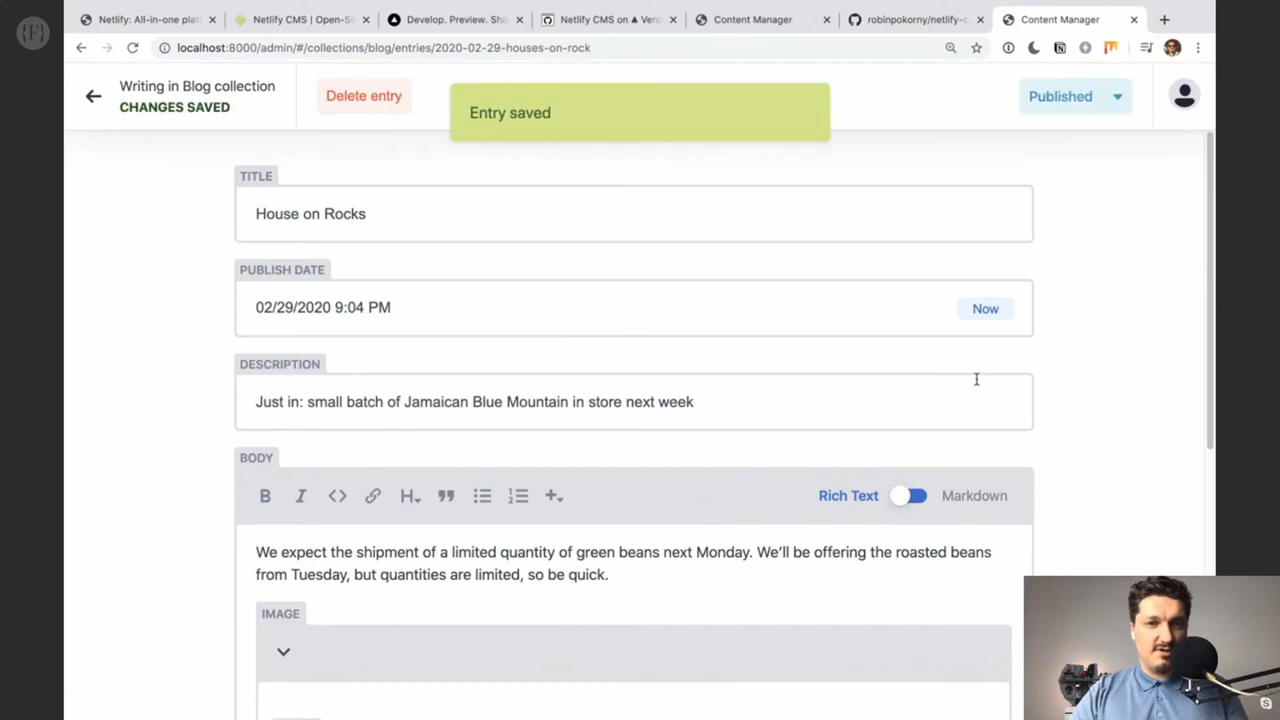 Netlify: All-in-one plat
Netlify CMS | Open-So
Develop. Preview. Shi
Netlify CMS on ▲ Verc
Content Manager
robinpokorny/netlify-c
Content Manager
localhost:8000/admin/#/collections/blog/entries/2020-02-29-houses-on-rock
{F}
Writing in Blog collection
CHANGES SAVED
Delete entry
Entry saved
Published
TITLE
House on Rocks
PUBLISH DATE
02/29/2020 9:04 PM
Now
DESCRIPTION
Just in: small batch of Jamaican Blue Mountain in store next week
BODY
B I <> H
Rich Text
Markdown
We expect the shipment of a limited quantity of green beans next Monday. We'll be offering the roasted beans
from Tuesday, but quantities are limited, so be quick.
IMAGE